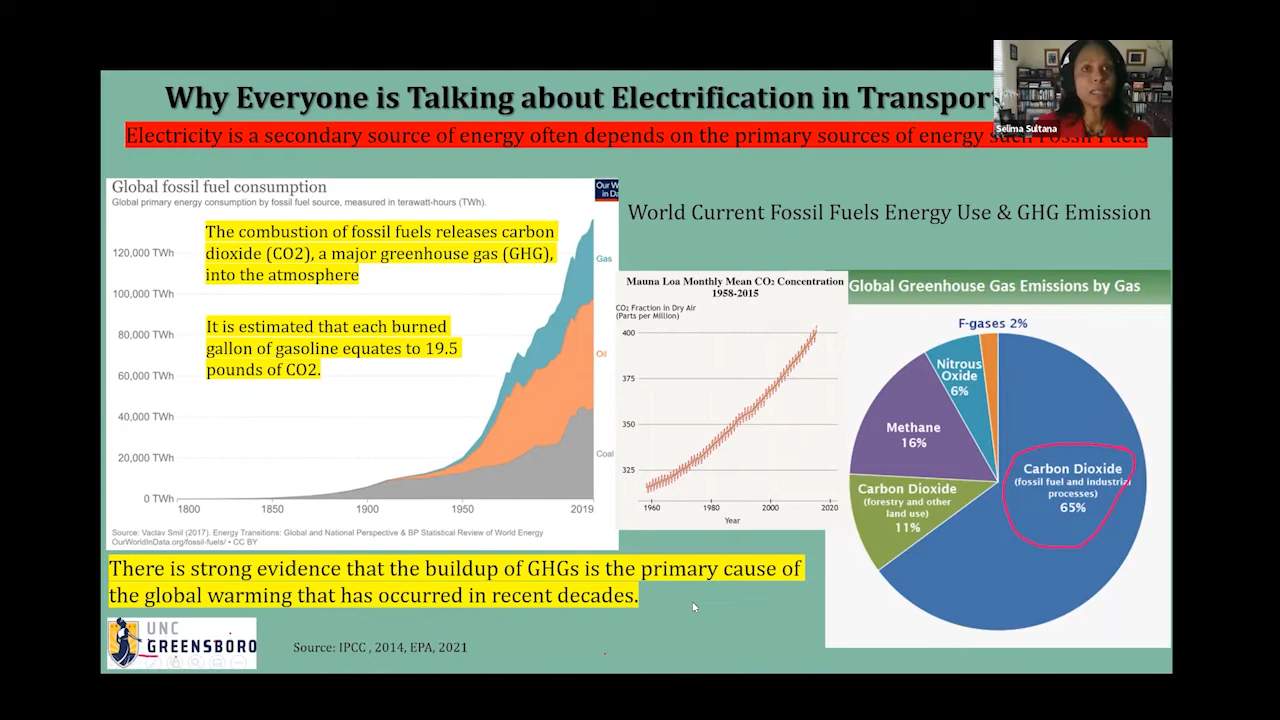 Why Everyone is Talking about Electrification in Transpor
Selima Sultana
Electricity is a secondary source of energy often depends on the primary sources of energy such Fossil Fuels
Global fossil fuel consumption
Global primary energy consumption by fossil fuel source, measured in terawatt-hours (TWh).
Our W
in Da
The combustion of fossil fuels releases carbon
dioxide (CO2), a major greenhouse gas (GHG),
into the atmosphere
It is estimated that each burned
gallon of gasoline equates to 19.5
pounds of CO2.
120,000 TWh
100,000 TWh
80,000 TWh
60,000 TWh
40,000 TWh
20,000 TWh
0 TWh
Gas
Oil
Coal
1800
1850
1900
1950
2019
Source: Vaclav Smil (2017). Energy Transitions: Global and National Perspective & BP Statistical Review of World Energy
OurWorldInData.org/fossil-fuels/ • CC BY
World Current Fossil Fuels Energy Use & GHG Emission
Mauna Loa Monthly Mean CO₂ Concentration
1958-2015
CO₂ Fraction in Dry Air
(Parts per Million)
400
375
350
325
1960
1980
2000
2020
Year
Global Greenhouse Gas Emissions by Gas
F-gases 2%
Nitrous
Oxide
6%
Methane
16%
Carbon Dioxide
(forestry and other
land use)
11%
Carbon Dioxide
(fossil fuel and industrial
processes)
65%
There is strong evidence that the buildup of GHGs is the primary cause of
the global warming that has occurred in recent decades.
UNC
GREENSBORO
Source: IPCC , 2014, EPA, 2021